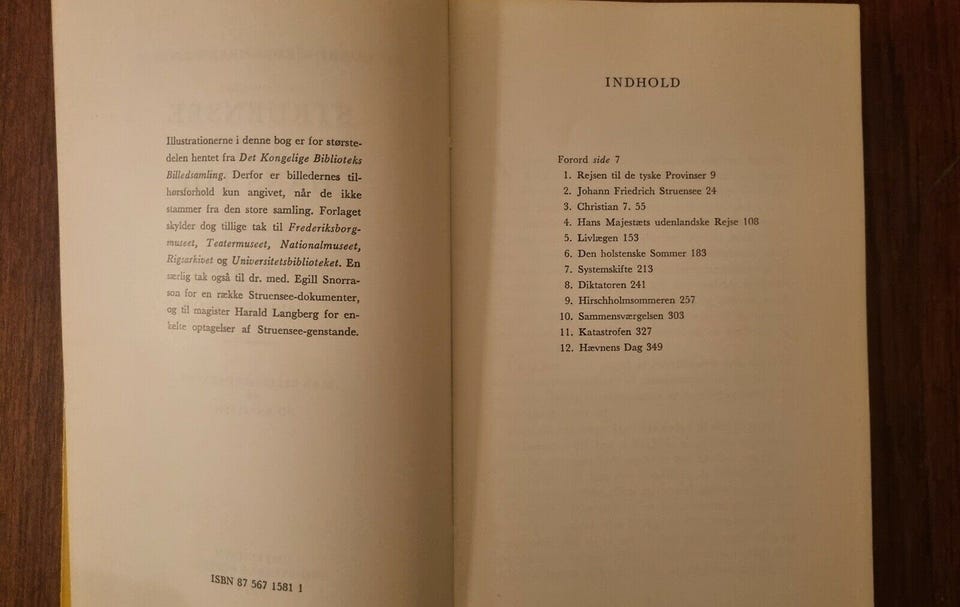 Illustrationerne i denne bog er for største-
delen hentet fra Det Kongelige Biblioteks
Billedsamling. Derfor er billedernes til-
hørsforhold kun angivet, når de ikke
stammer fra den store samling. Forlaget
skylder dog tillige tak til Frederiksborg-
museet, Teatermuseet, Nationalmuseet,
Rigsarkivet og Universitetsbiblioteket. En
særlig tak også til dr. med. Egill Snorra-
son for en række Struensee-dokumenter,
og til magister Harald Langberg for en-
kelte optagelser af Struensee-genstande.
ISBN 87 567 1581 1
INDHOLD
Forord side 7
1. Rejsen til de tyske Provinser 9
2. Johann Friedrich Struensee 24
3. Christian 7. 55
4. Hans Majestæts udenlandske Rejse 108
5. Livlægen 153
6. Den holstenske Sommer 183
7. Systemskifte 213
8. Diktatoren 241
9. Hirschholmsommeren 257
10. Sammensværgelsen 303
11. Katastrofen 327
12. Hævnens Dag 349